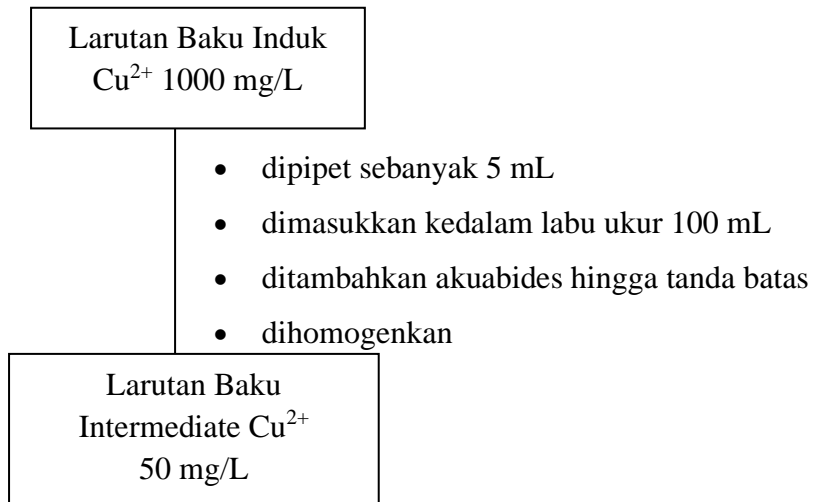 Larutan Baku Induk
Cu²⁺ 1000 mg/L
• dipipet sebanyak 5 mL
• dimasukkan kedalam labu ukur 100 mL
• ditambahkan akuabides hingga tanda batas
• dihomogenkan
Larutan Baku
Intermediate Cu²⁺
50 mg/L